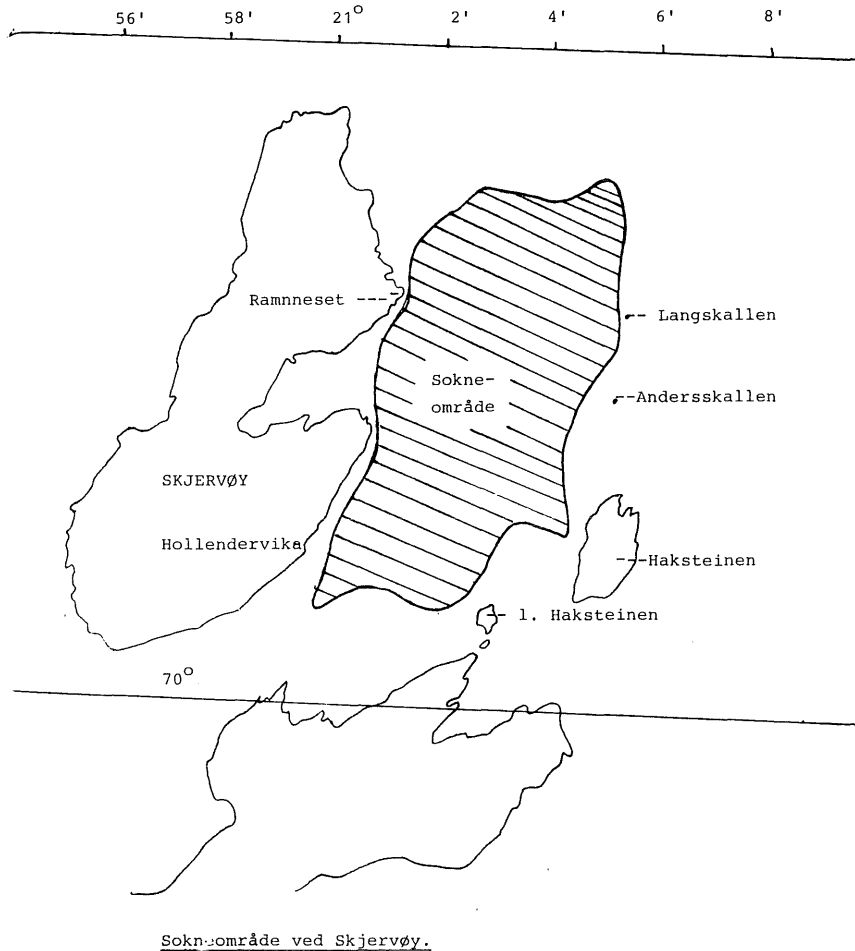 56' 58' 21° 2' 4' 6' 8'
Ramnneset
Langskallen
Sokne-
område
Andersskallen
SKJERVØY
Hollendervika
Haksteinen
l. Haksteinen
70°
Sokneområde ved Skjervøy.